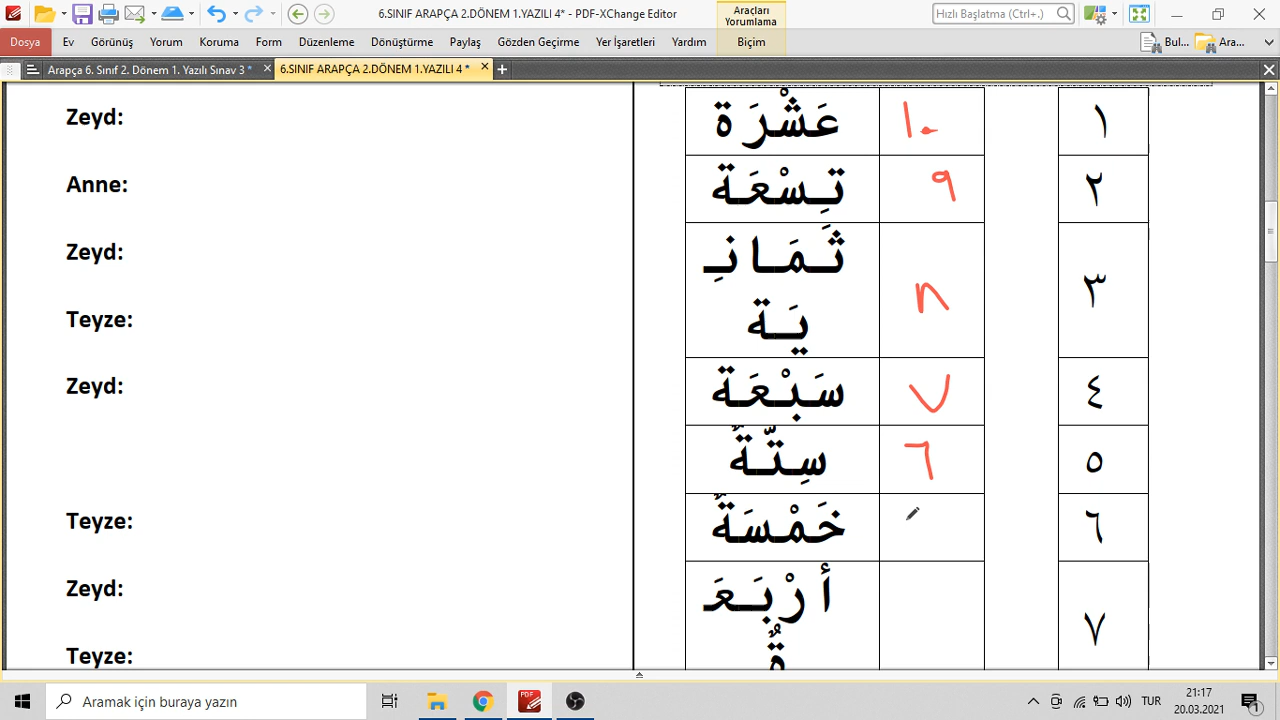 6.SINIF ARAPÇA 2.DÖNEM 1.YAZILI 4* - PDF-XChange Editor
Araçları Yorumlama
Hızlı Başlatma (Ctrl+.)
Dosya Ev Görünüş Yorum Koruma Form Düzenleme Dönüştürme Paylaş Gözden Geçirme Yer İşaretleri Yardım Biçim
Bul... Ara...
Arapça 6. Sınıf 2. Dönem 1. Yazılı Sınav 3 *
6.SINIF ARAPÇA 2.DÖNEM 1.YAZILI 4 *
Zeyd:
Anne:
Zeyd:
Teyze:
Zeyd:
Teyze:
Zeyd:
Teyze:
عَشْرَة ١٠ ١
تِسْعَة ٩ ٢
ثَمَانِ
يَة ٨ ٣
سَبْعَة ٧ ٤
سِتَّةٌ ٦ ٥
خَمْسَةٌ ٦
أرْبَعَ
ةٌ ٧
Aramak için buraya yazın
TUR
21:17
20.03.2021
1